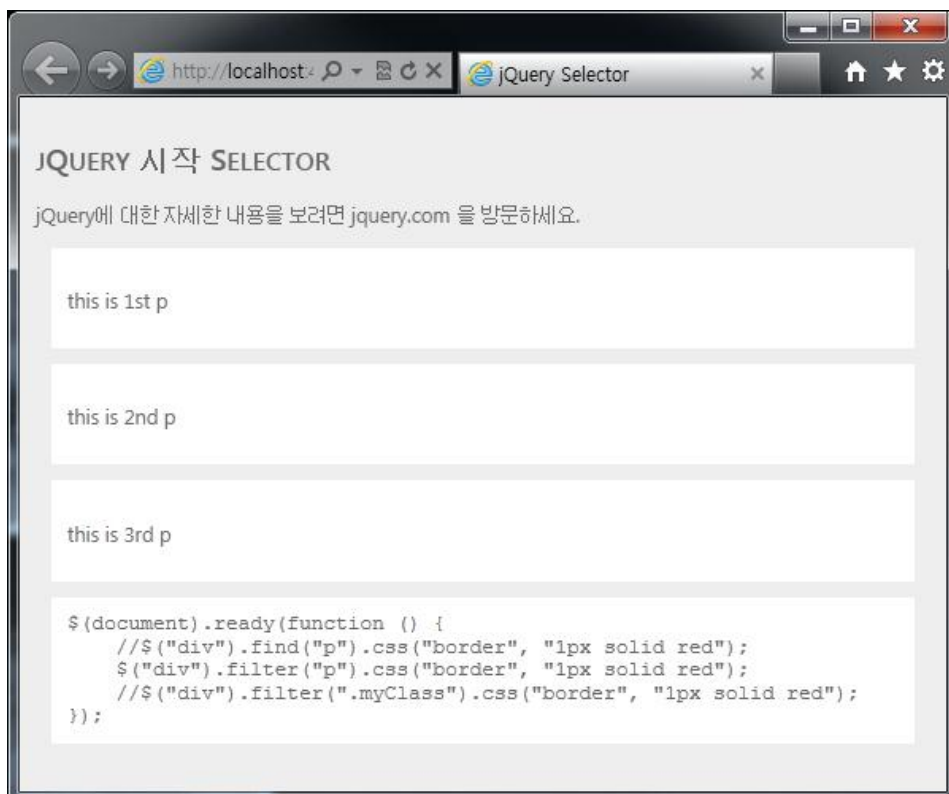 http://localhost:4
jQuery Selector
JQUERY 시작 SELECTOR
jQuery에 대한 자세한 내용을 보려면 jquery.com 을 방문하세요.
this is 1st p
this is 2nd p
this is 3rd p
$(document).ready(function () {
    //$("div").find("p").css("border", "1px solid red");
    $("div").filter("p").css("border", "1px solid red");
    //$("div").filter(".myClass").css("border", "1px solid red");
});